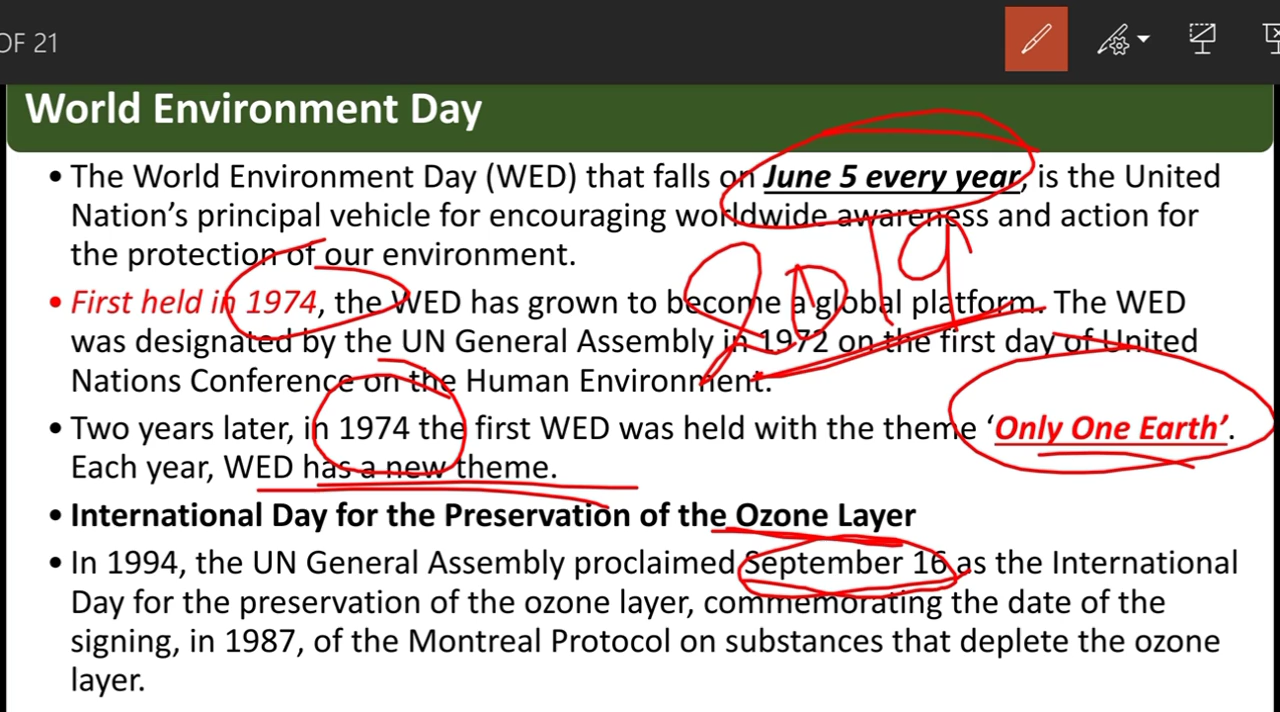 OF 21
World Environment Day
• The World Environment Day (WED) that falls on June 5 every year, is the United
Nation's principal vehicle for encouraging worldwide awareness and action for
the protection of our environment.
2019
• First held in 1974, the WED has grown to become a global platform. The WED
was designated by the UN General Assembly in 1972 on the first day of United
Nations Conference on the Human Environment.
• Two years later, in 1974 the first WED was held with the theme ‘Only One Earth’.
Each year, WED has a new theme.
• International Day for the Preservation of the Ozone Layer
• In 1994, the UN General Assembly proclaimed September 16 as the International
Day for the preservation of the ozone layer, commemorating the date of the
signing, in 1987, of the Montreal Protocol on substances that deplete the ozone
layer.